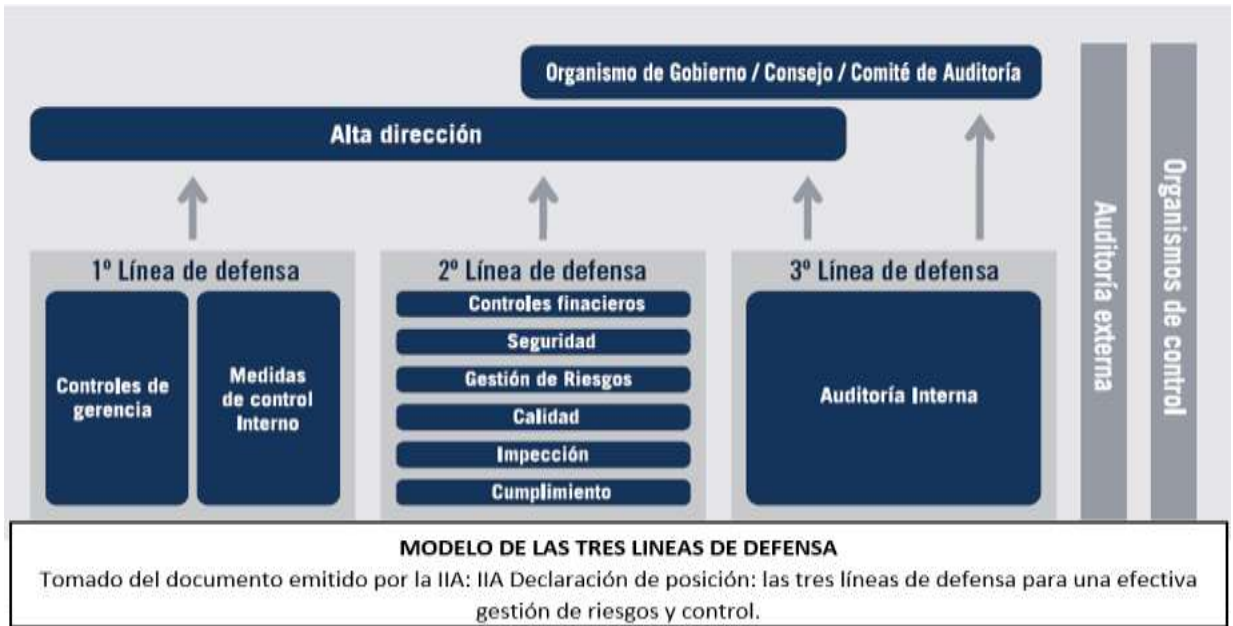 Organismo de Gobierno / Consejo / Comité de Auditoría
Alta dirección
1º Línea de defensa
Controles de
gerencia
Medidas
de control
Interno
2º Línea de defensa
Controles finacieros
Seguridad
Gestión de Riesgos
Calidad
Impección
Cumplimiento
3º Línea de defensa
Auditoría Interna
Auditoría externa
Organismos de control
MODELO DE LAS TRES LINEAS DE DEFENSA
Tomado del documento emitido por la IIA: IIA Declaración de posición: las tres líneas de defensa para una efectiva
gestión de riesgos y control.